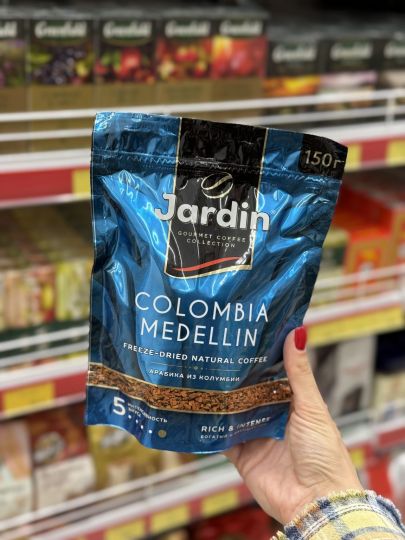 Greenfield
Greenfield
Greenfield
Greenfield
150г
Jardin
GOURMET COFFEE
COLLECTION
COLOMBIA
MEDELLIN
FREEZE-DRIED NATURAL COFFEE
АРАБИКА ИЗ КОЛУМБИИ
5
RICH & INTENSE